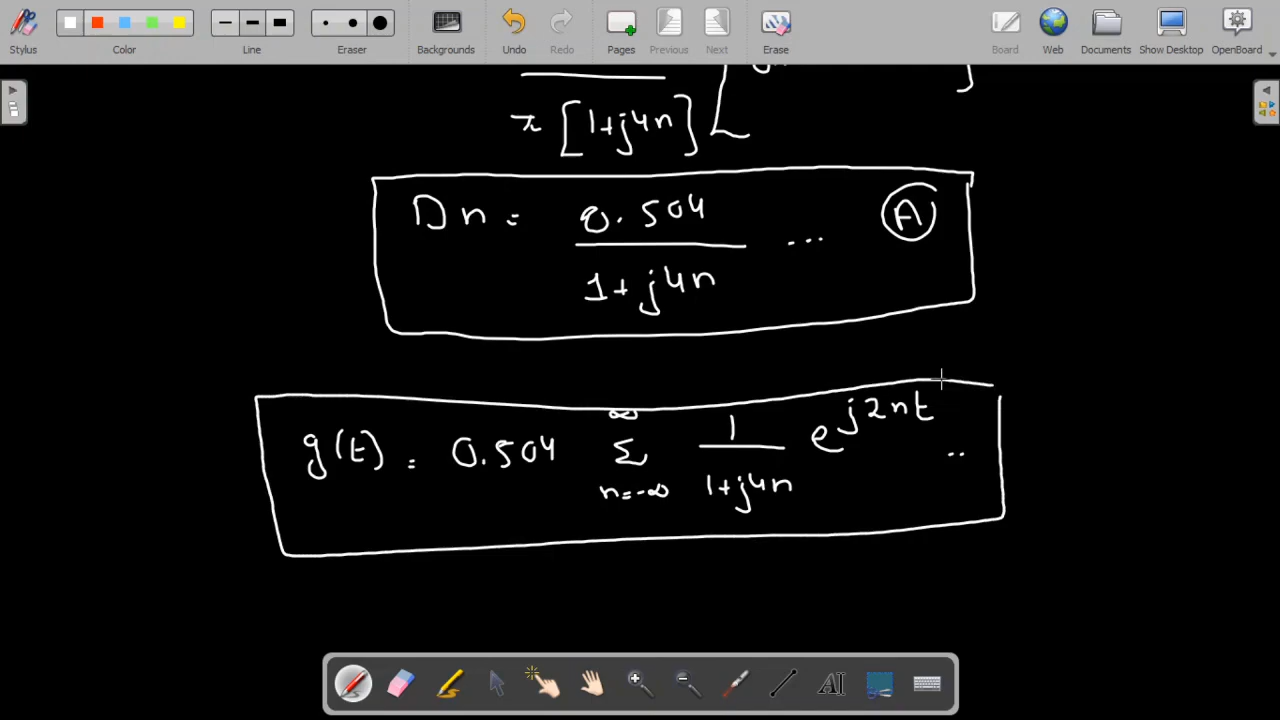 Stylus Color Line Eraser Backgrounds Undo Redo Pages Previous Next Erase Board Web Documents Show Desktop OpenBoard
π [1+j4n]
Dn = 0.504 / 1+j4n ... A
g(t) = 0.504 ∞ Σ n=-∞ 1 / 1+j4n e^j2nt ..